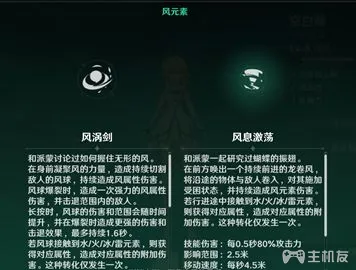 风元素
风涡剑
和派蒙讨论过如何握住无形的风。
在身前凝聚风的力量，造成持续切割
敌人的风球，持续造成风属性伤害。
风球爆裂时，造成一次强力的风属性
伤害，并击退范围内的敌人。
长按时，风球的伤害和范围会随时间
提升，并在爆裂时造成更强的伤害和
击退效果，最多持续1.6秒。
若风球接触到水/火/冰/雷元素，则
会获得对应属性，造成对应属性的附
加伤害。这种转化仅发生一次。
风息激荡
和派蒙一起研究过蝴蝶的振翅。
在前方唤出一个持续前进的龙卷风，
将沿途的物体与敌人卷入，对其施加
受困状态，并持续造成风元素伤害。
若行进途中接触到水/火/冰/雷元素，
则获得对应属性，造成对应属性的附
加伤害。这种转化仅发生一次。
技能伤害：每0.5秒80%攻击力
影响范围：2.5米
移动速度：每秒4.5米
主机友